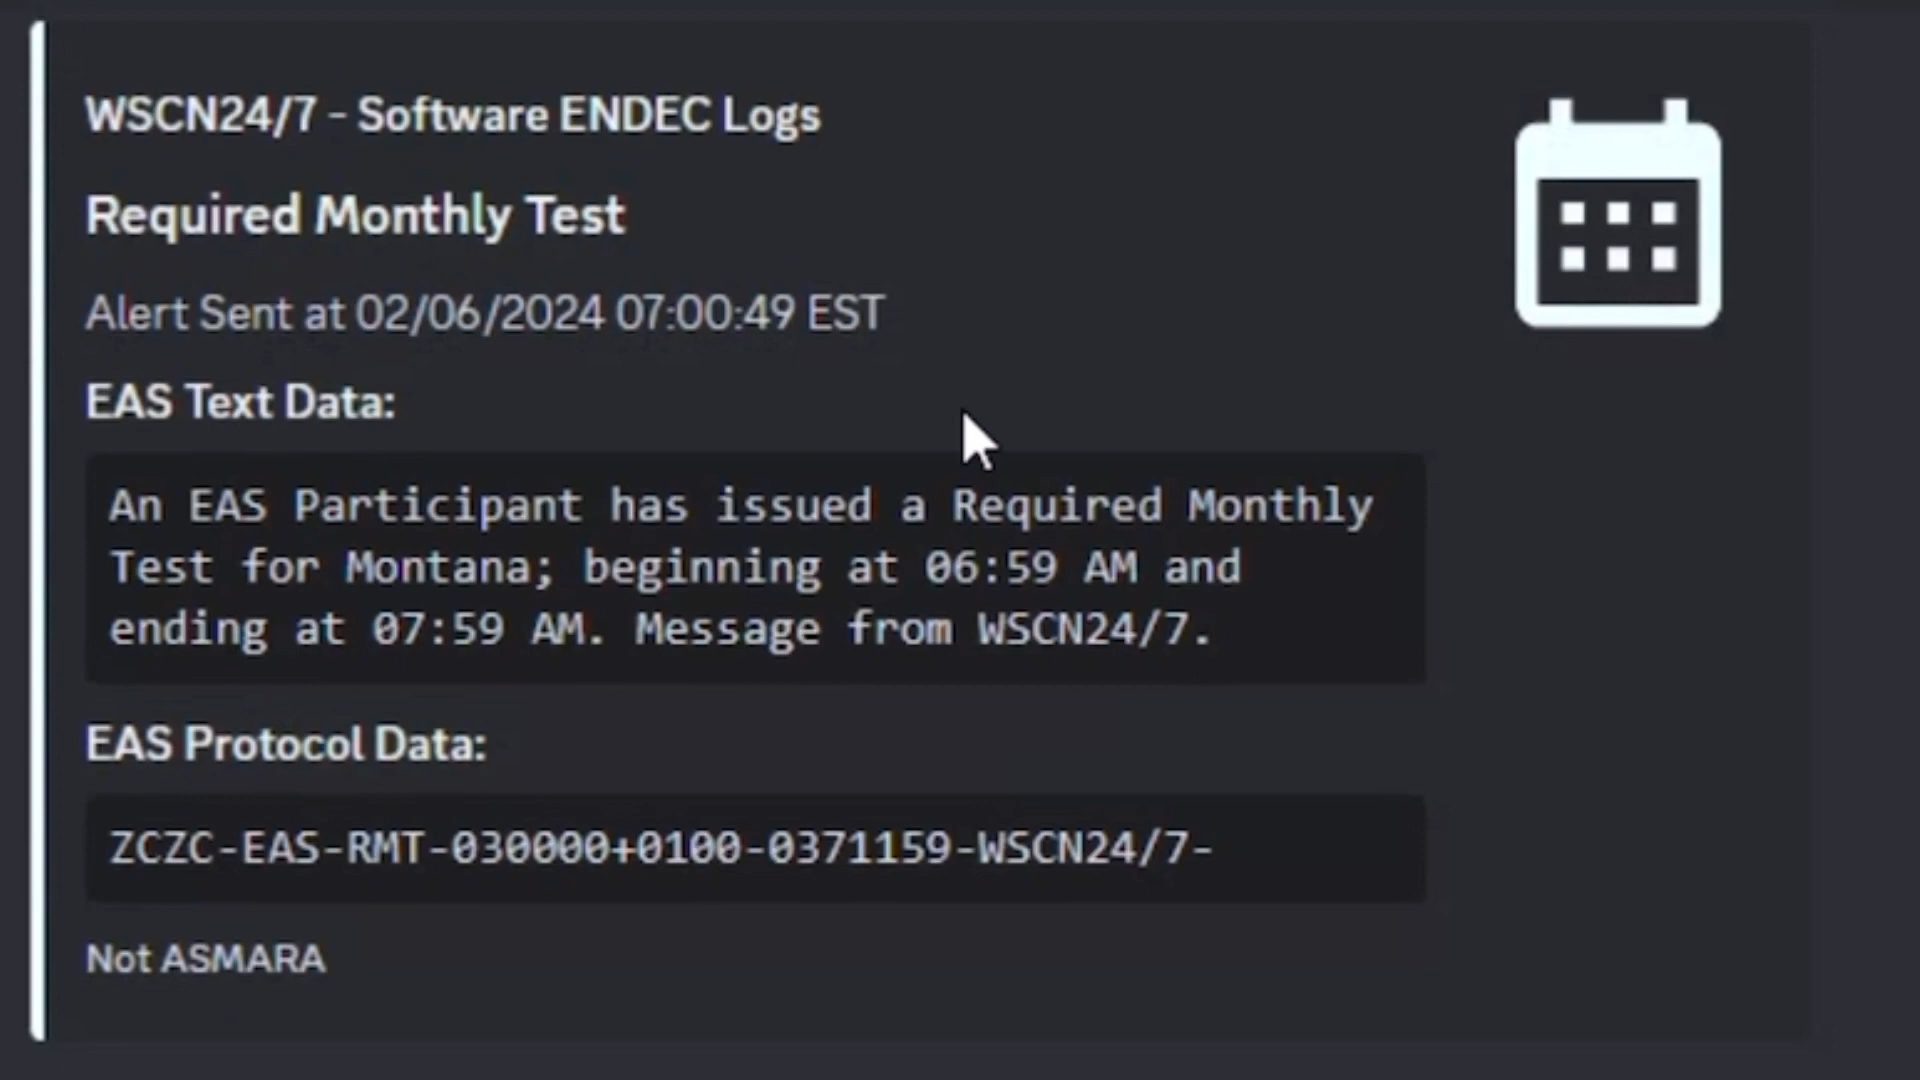 WSCN24/7 - Software ENDEC Logs
Required Monthly Test
Alert Sent at 02/06/2024 07:00:49 EST
EAS Text Data:
An EAS Participant has issued a Required Monthly
Test for Montana; beginning at 06:59 AM and
ending at 07:59 AM. Message from WSCN24/7.
EAS Protocol Data:
ZCZC-EAS-RMT-030000+0100-0371159-WSCN24/7-
Not ASMARA